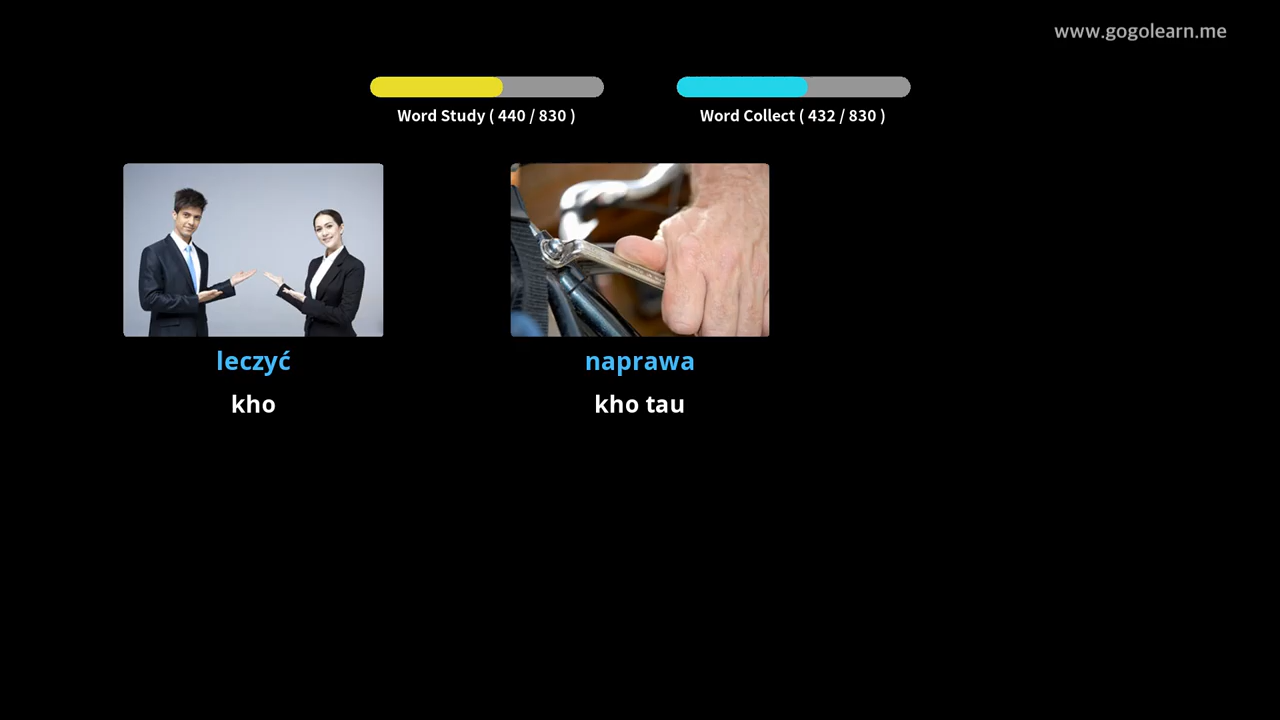 www.gogolearn.me
Word Study ( 440 / 830 )
Word Collect ( 432 / 830 )
leczyć
naprawa
kho
kho tau